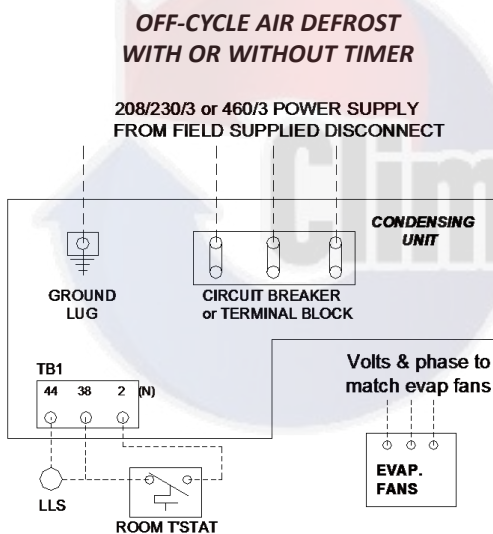 OFF-CYCLE AIR DEFROST
WITH OR WITHOUT TIMER
208/230/3 or 460/3 POWER SUPPLY
FROM FIELD SUPPLIED DISCONNECT
CONDENSING
UNIT
GROUND
LUG
CIRCUIT BREAKER
or TERMINAL BLOCK
TB1
44 38 2 (N)
Volts & phase to
match evap fans
EVAP.
FANS
LLS
ROOM T'STAT
Clim